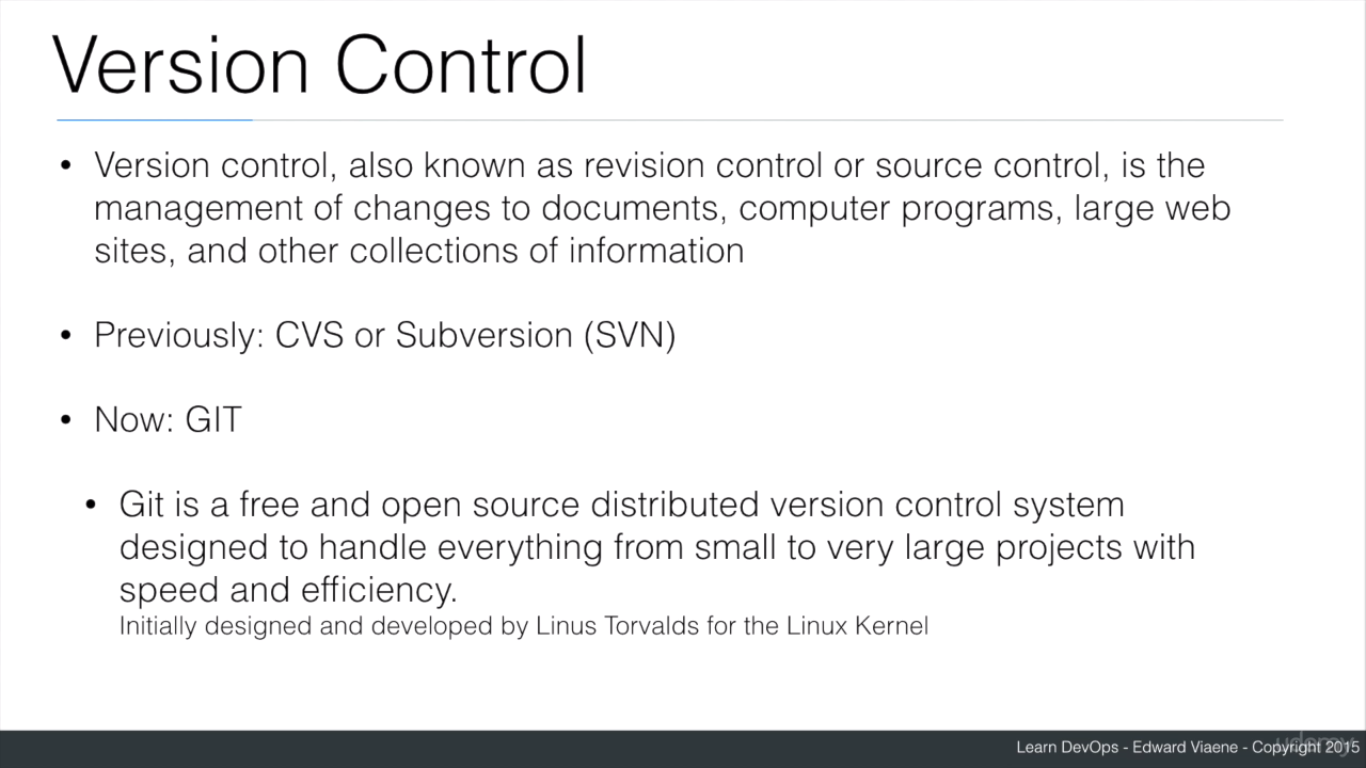 Version Control
• Version control, also known as revision control or source control, is the
management of changes to documents, computer programs, large web
sites, and other collections of information
• Previously: CVS or Subversion (SVN)
• Now: GIT
• Git is a free and open source distributed version control system
designed to handle everything from small to very large projects with
speed and efficiency.
Initially designed and developed by Linus Torvalds for the Linux Kernel
Learn DevOps - Edward Viaene - Copyright 2015
udemy